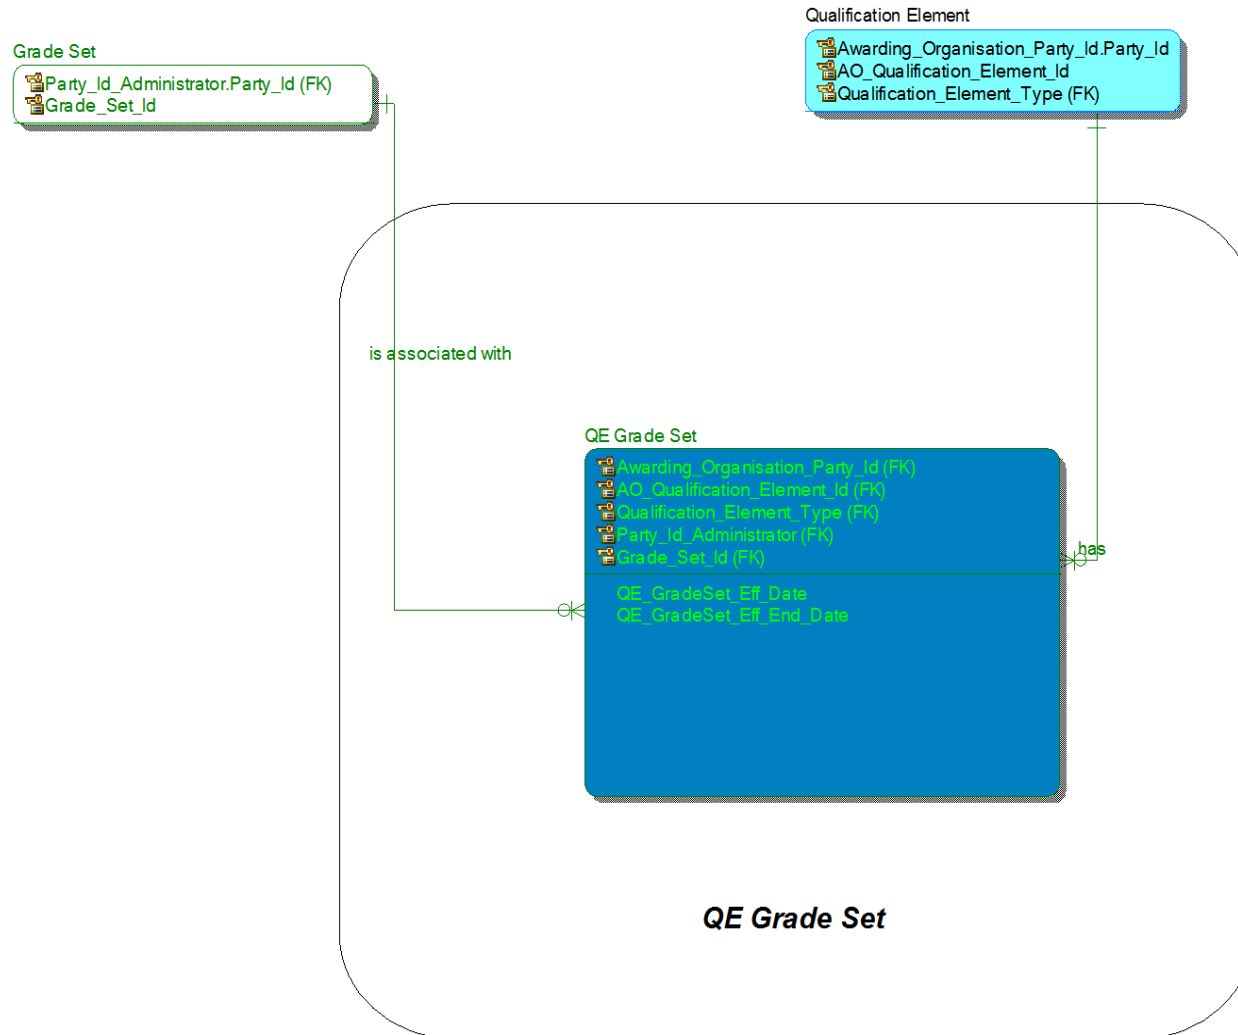 Qualification Element
Awarding_Organisation_Party_Id.Party_Id
AO_Qualification_Element_Id
Qualification_Element_Type (FK)
Grade Set
Party_Id_Administrator.Party_Id (FK)
Grade_Set_Id
is associated with
QE Grade Set
Awarding_Organisation_Party_Id (FK)
AO_Qualification_Element_Id (FK)
Qualification_Element_Type (FK)
Party_Id_Administrator (FK)
Grade_Set_Id (FK)
has
QE_GradeSet_Eff_Date
QE_GradeSet_Eff_End_Date
QE Grade Set